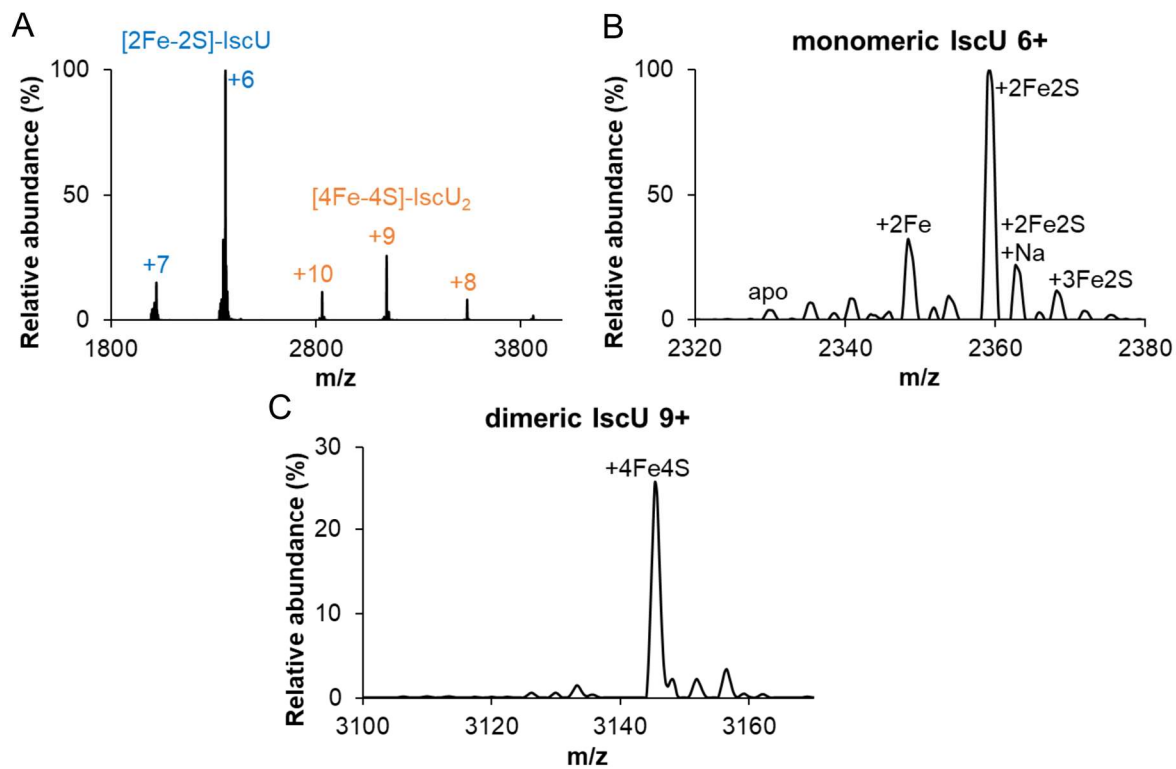 A
[2Fe-2S]-IscU
+6
[4Fe-4S]-IscU₂
+9
+7
+10
+8
100
50
0
1800
2800
3800
Relative abundance (%)
m/z
B
monomeric IscU 6+
+2Fe2S
+2Fe
+2Fe2S
+Na
+3Fe2S
apo
100
50
0
2320
2340
2360
2380
Relative abundance (%)
m/z
C
dimeric IscU 9+
+4Fe4S
30
20
10
0
3100
3120
3140
3160
Relative abundance (%)
m/z